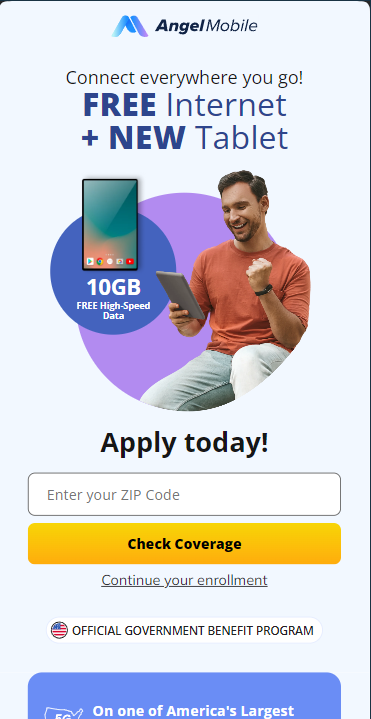 Angel Mobile
Connect everywhere you go!
FREE Internet
+ NEW Tablet
10GB
FREE High-Speed
Data
Apply today!
Enter your ZIP Code
Check Coverage
Continue your enrollment
OFFICIAL GOVERNMENT BENEFIT PROGRAM
On one of America's Largest
5G